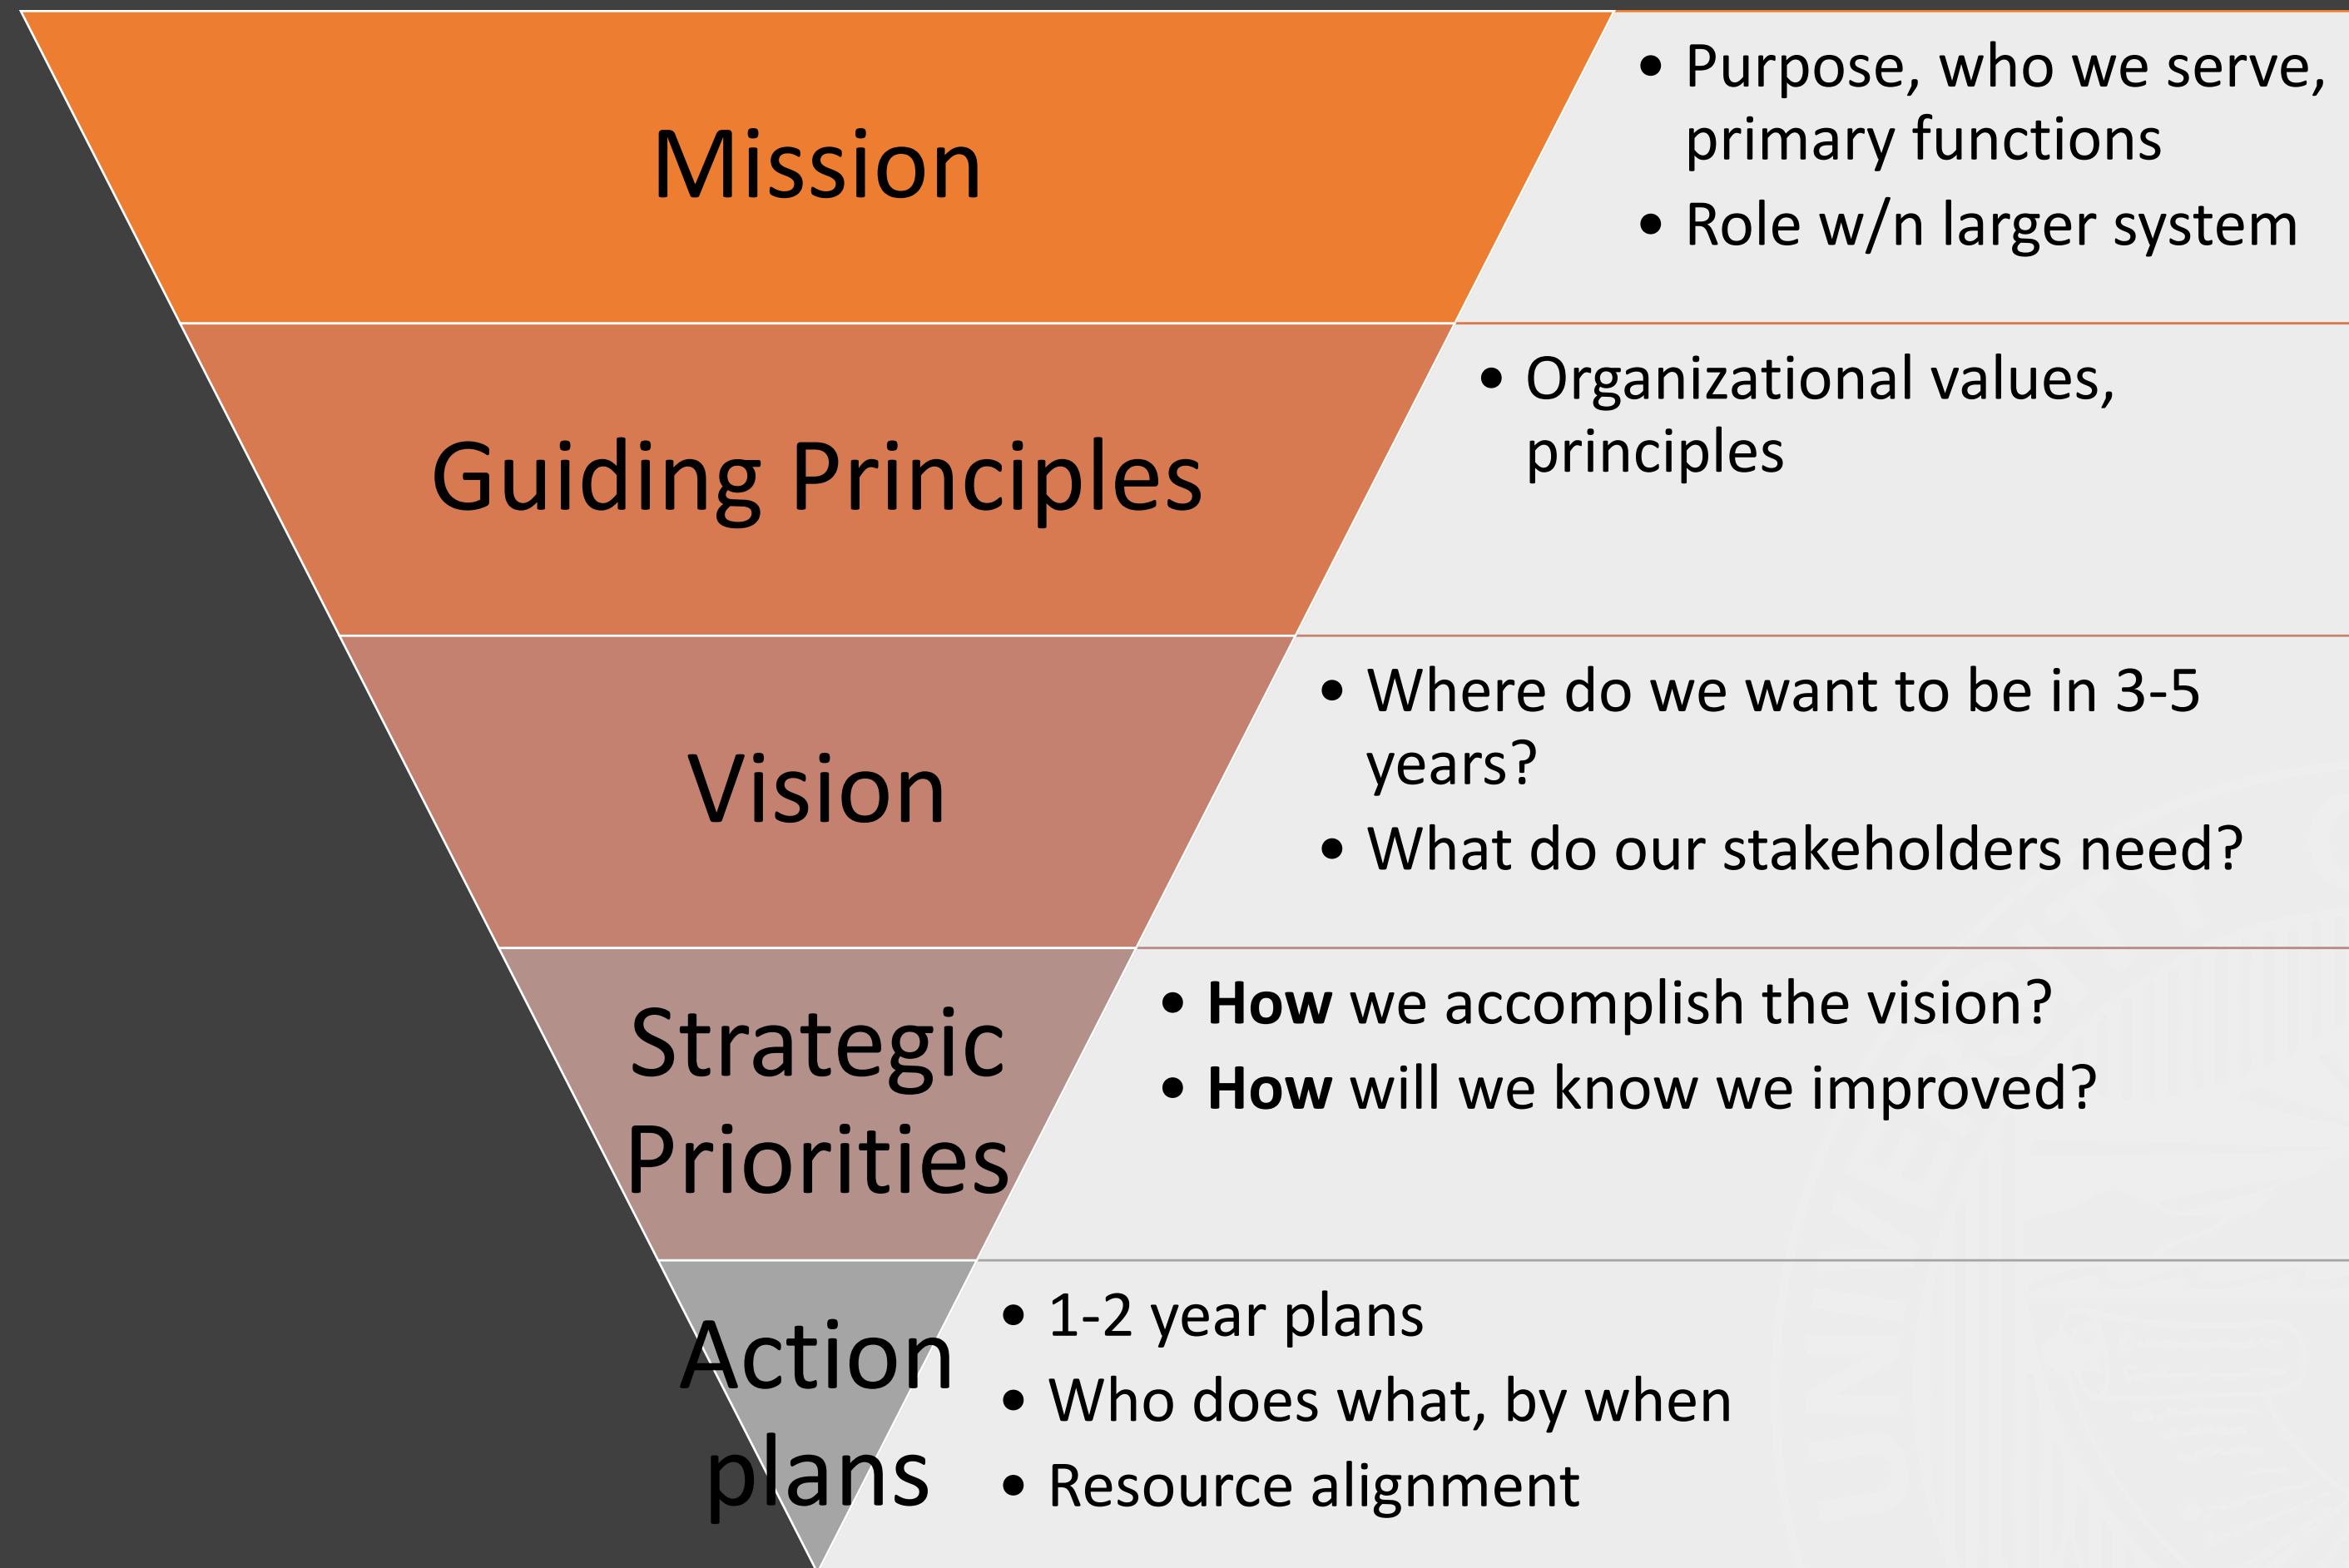 Mission
• Purpose, who we serve,
primary functions
• Role w/n larger system
Guiding Principles
• Organizational values,
principles
Vision
• Where do we want to be in 3-5
years?
• What do our stakeholders need?
Strategic
Priorities
• How we accomplish the vision?
• How will we know we improved?
Action
plans
• 1-2 year plans
• Who does what, by when
• Resource alignment